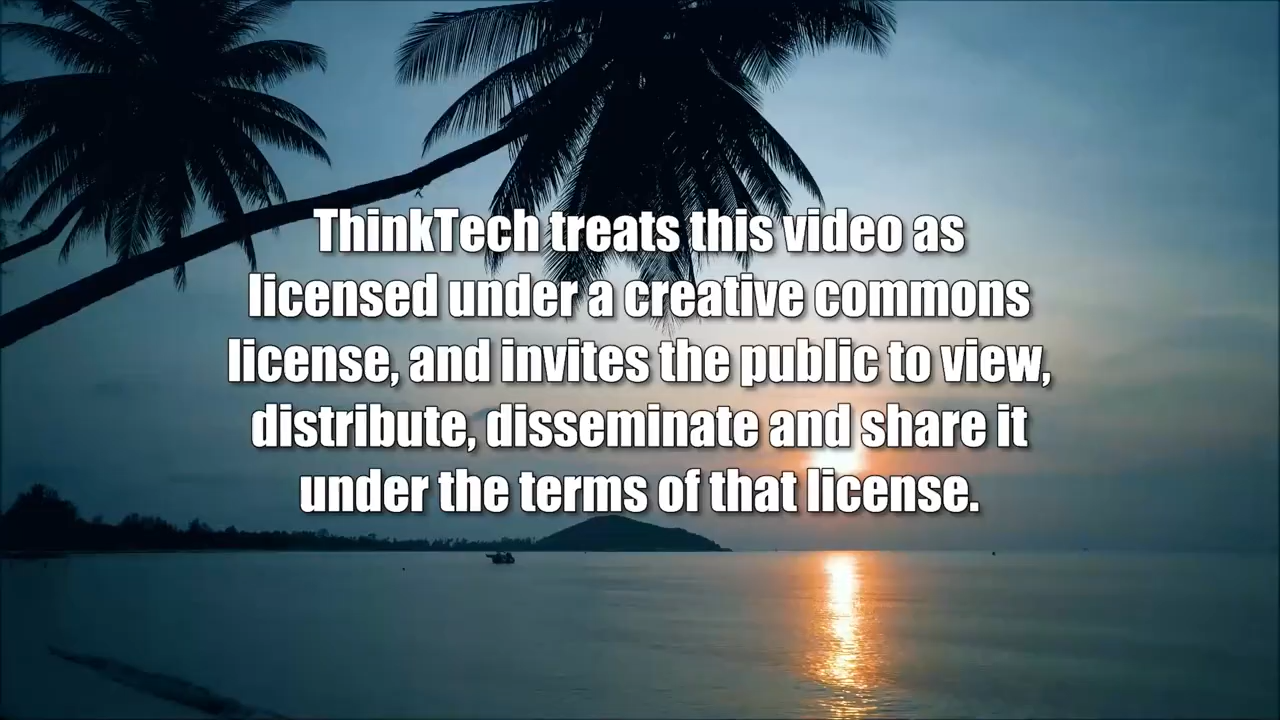 ThinkTech treats this video as
licensed under a creative commons
license, and invites the public to view,
distribute, disseminate and share it
under the terms of that license.